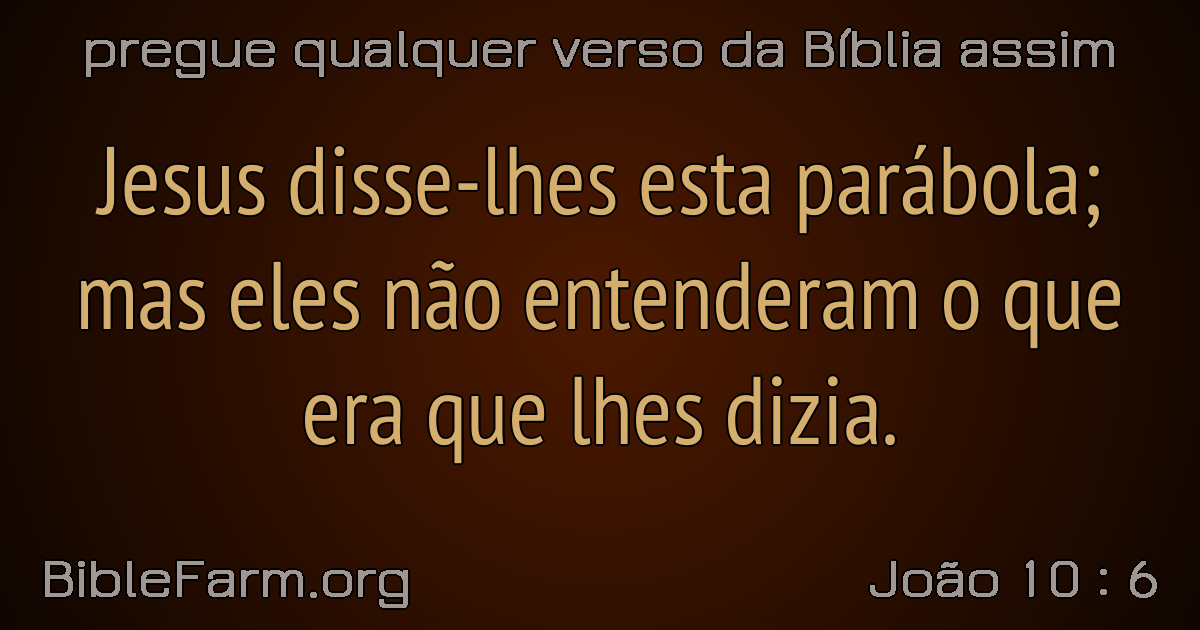 pregue qualquer verso da Bíblia assim
Jesus disse-lhes esta parábola;
mas eles não entenderam o que
era que lhes dizia.
BibleFarm.org
João 10 : 6